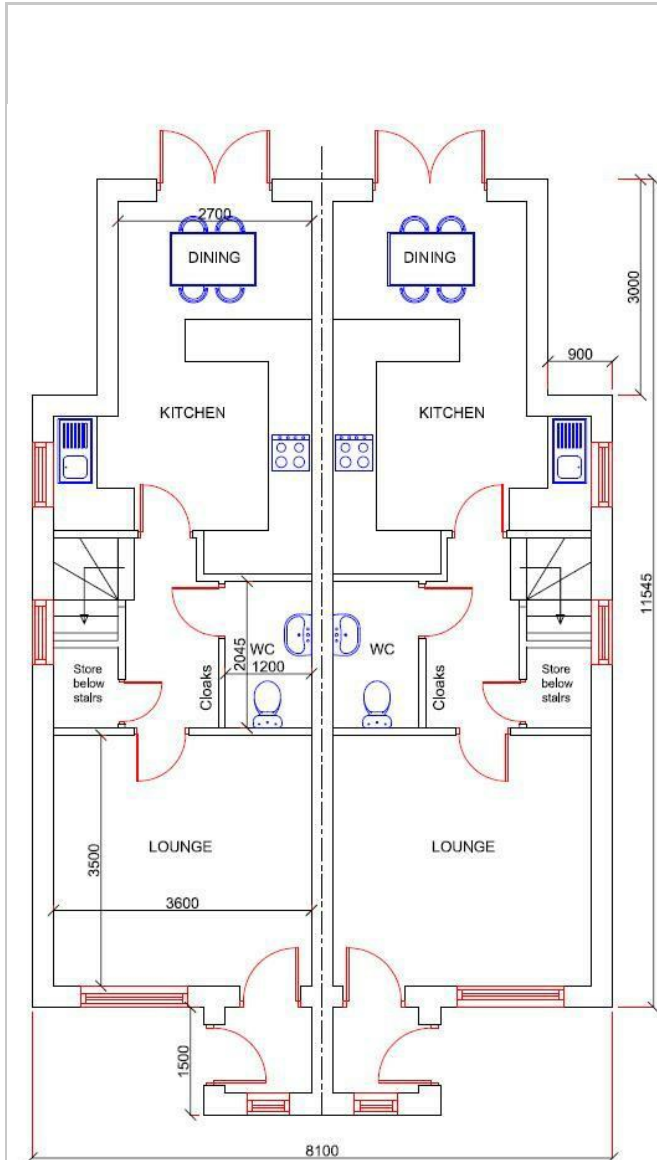 2700
DINING
DINING
3000
900
KITCHEN
KITCHEN
11545
2045
WC
1200
WC
Cloaks
Cloaks
Store
below
stairs
Store
below
stairs
LOUNGE
LOUNGE
3500
3600
1500
8100